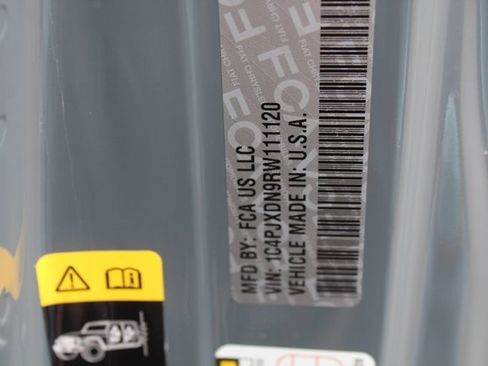 MFD BY: FCA US LLC
VIN: 1C4PJXDN9RW111120
VEHICLE MADE IN: U.S.A.